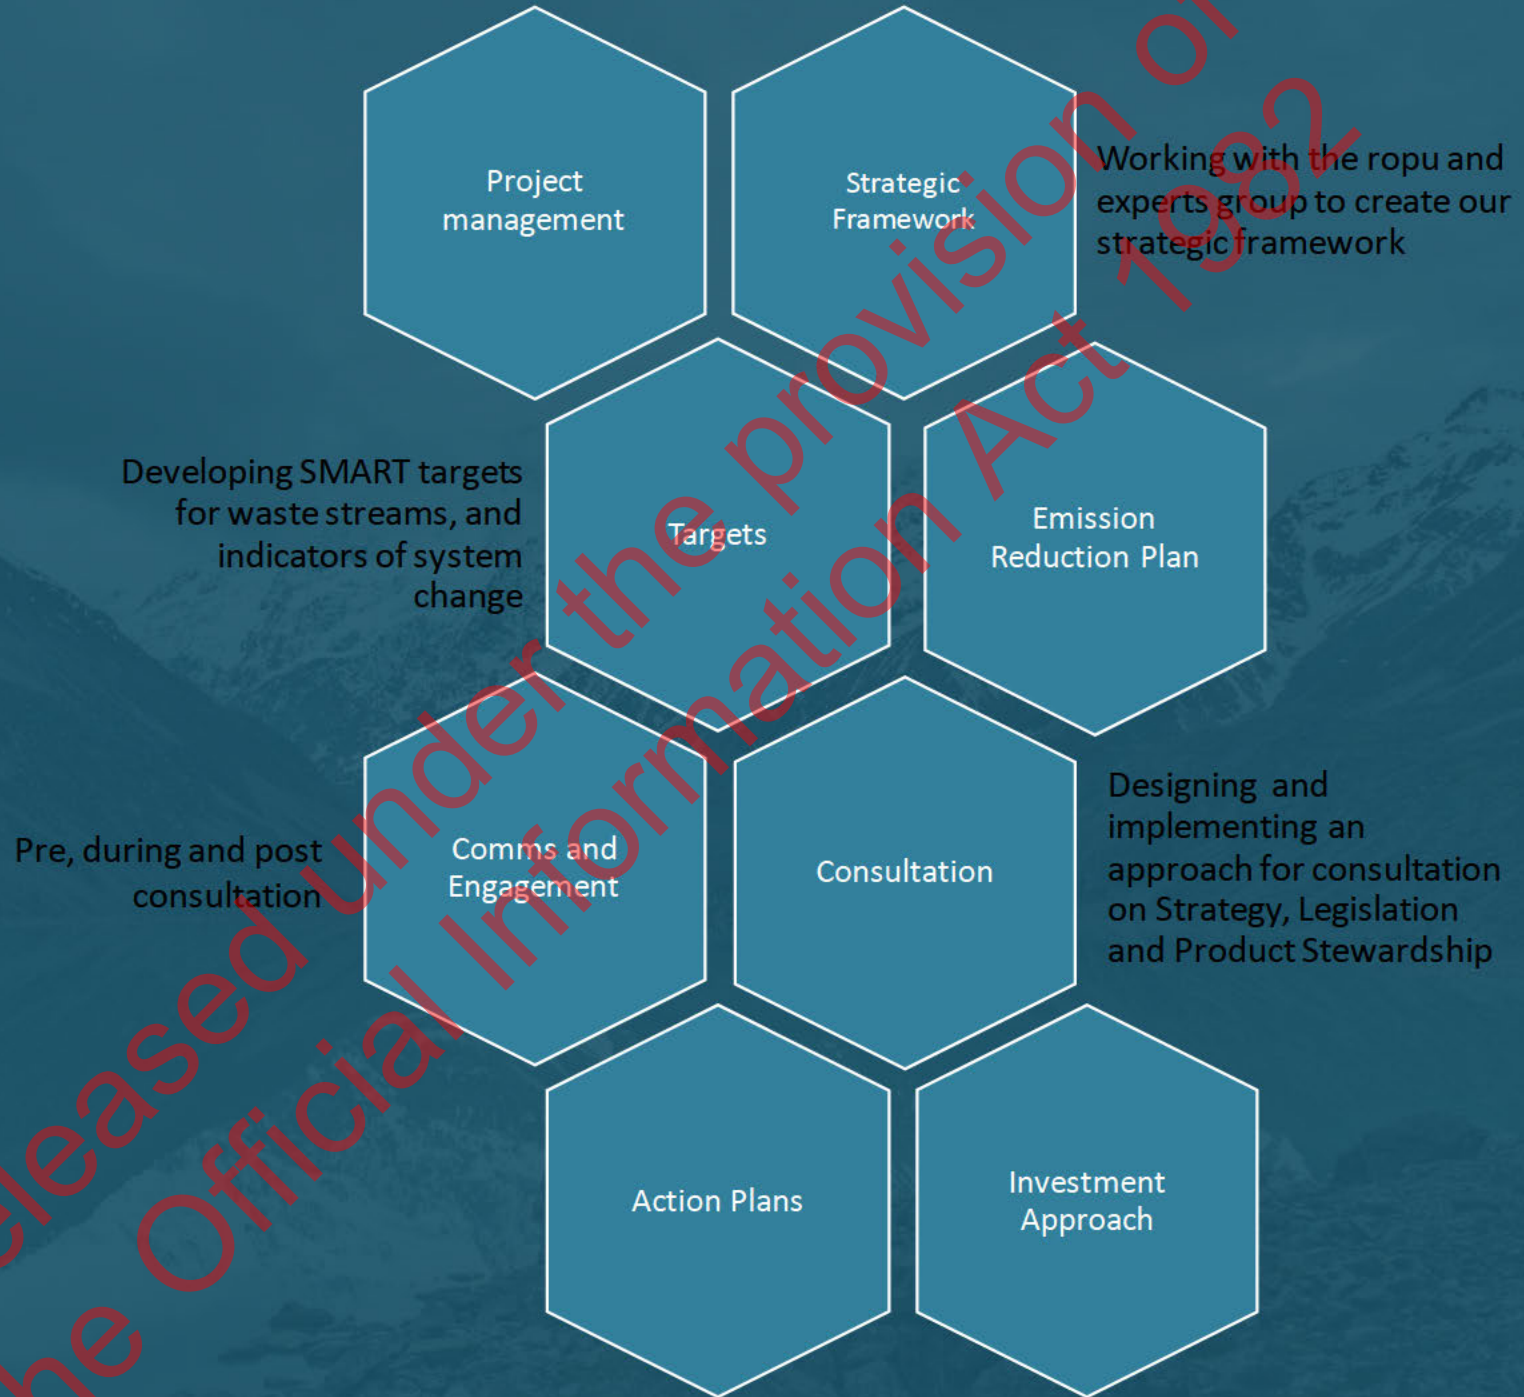 Project
management
Strategic
Framework
Working with the ropu and
experts group to create our
strategic framework
Developing SMART targets
for waste streams, and
indicators of system
change
Targets
Emission
Reduction Plan
Pre, during and post
consultation
Comms and
Engagement
Consultation
Designing and
implementing an
approach for consultation
on Strategy, Legislation
and Product Stewardship
Action Plans
Investment
Approach
eleased under the provision of
he Official Information Act 1982